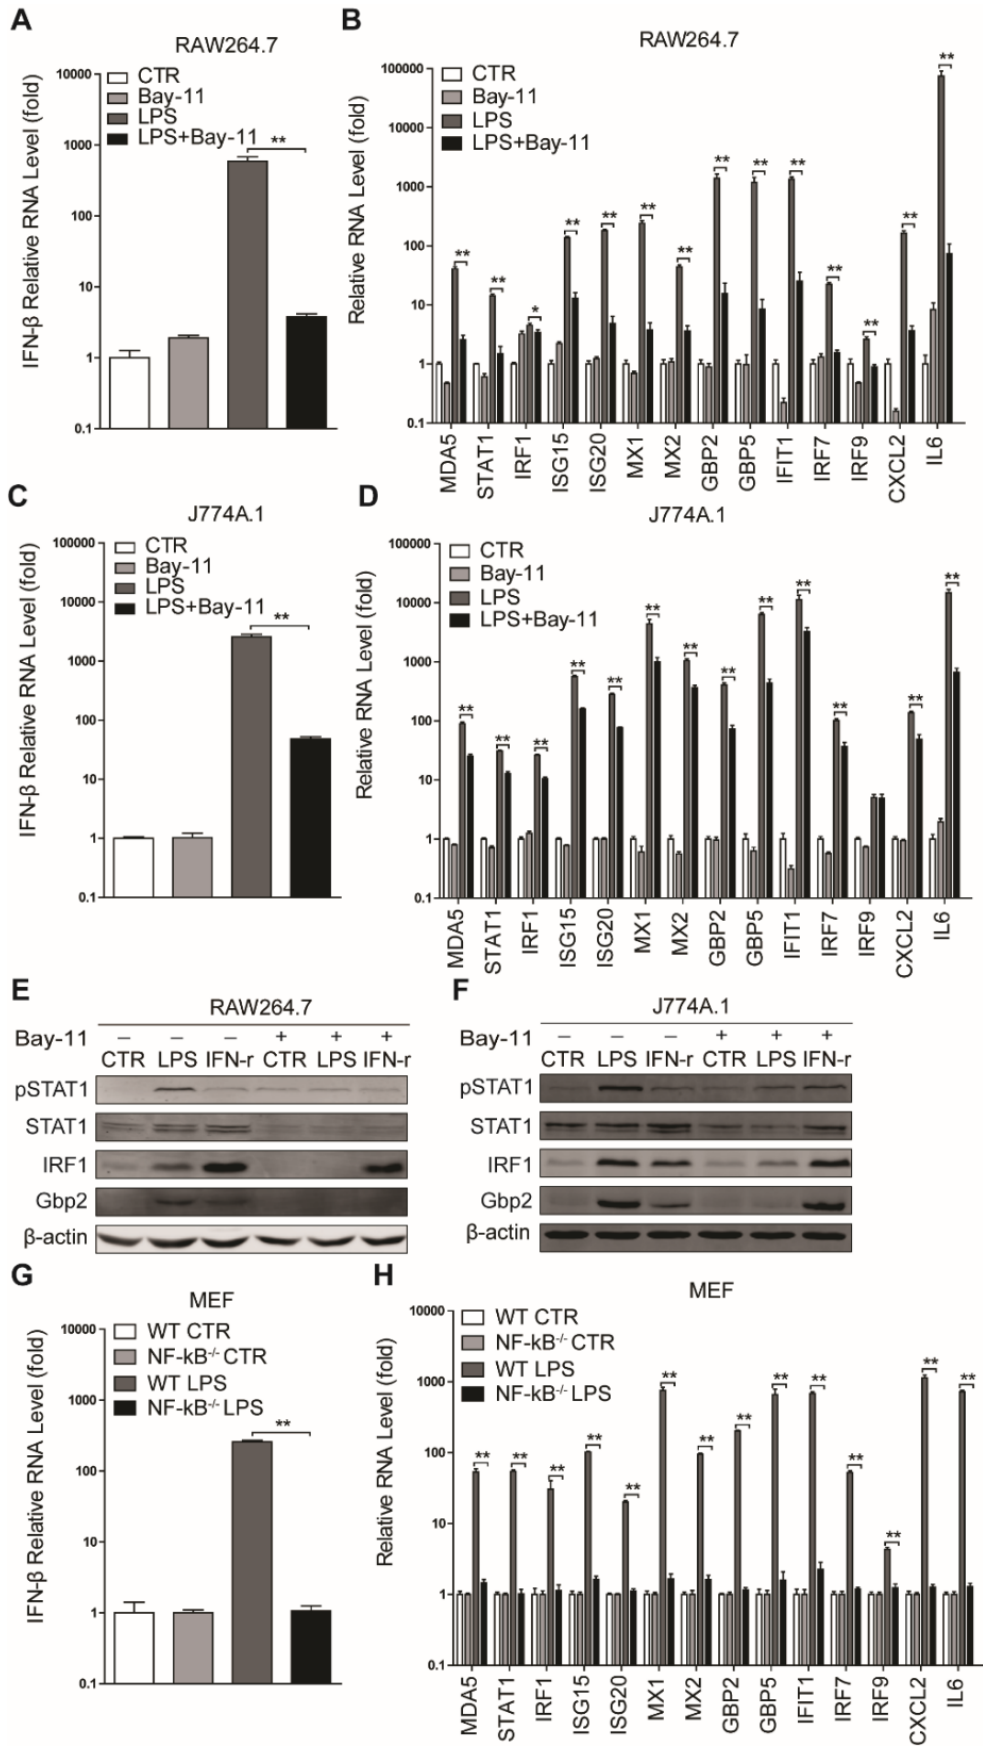 A
RAW264.7
IFN-β Relative RNA Level (fold)
10000
1000
100
10
1
0.1
CTR
Bay-11
LPS
LPS+Bay-11
**
B
RAW264.7
Relative RNA Level (fold)
100000
10000
1000
100
10
1
0.1
CTR
Bay-11
LPS
LPS+Bay-11
** ** * ** ** ** ** ** ** ** ** ** ** **
MDA5 STAT1 IRF1 ISG15 ISG20 MX1 MX2 GBP2 GBP5 IFIT1 IRF7 IRF9 CXCL2 IL6
C
J774A.1
IFN-β Relative RNA Level (fold)
100000
10000
1000
100
10
1
0.1
CTR
Bay-11
LPS
LPS+Bay-11
**
D
J774A.1
Relative RNA Level (fold)
100000
10000
1000
100
10
1
0.1
CTR
Bay-11
LPS
LPS+Bay-11
** ** ** ** ** ** ** ** ** ** ** ** **
MDA5 STAT1 IRF1 ISG15 ISG20 MX1 MX2 GBP2 GBP5 IFIT1 IRF7 IRF9 CXCL2 IL6
E
RAW264.7
Bay-11 – – – + + +
CTR LPS IFN-r CTR LPS IFN-r
pSTAT1
STAT1
IRF1
Gbp2
β-actin
F
J774A.1
Bay-11 – – – + + +
CTR LPS IFN-r CTR LPS IFN-r
pSTAT1
STAT1
IRF1
Gbp2
β-actin
G
MEF
IFN-β Relative RNA Level (fold)
10000
1000
100
10
1
0.1
WT CTR
NF-kB-/- CTR
WT LPS
NF-kB-/- LPS
**
H
MEF
Relative RNA Level (fold)
10000
1000
100
10
1
0.1
WT CTR
NF-kB-/- CTR
WT LPS
NF-kB-/- LPS
** ** ** ** ** ** ** ** ** ** ** ** ** **
MDA5 STAT1 IRF1 ISG15 ISG20 MX1 MX2 GBP2 GBP5 IFIT1 IRF7 IRF9 CXCL2 IL6